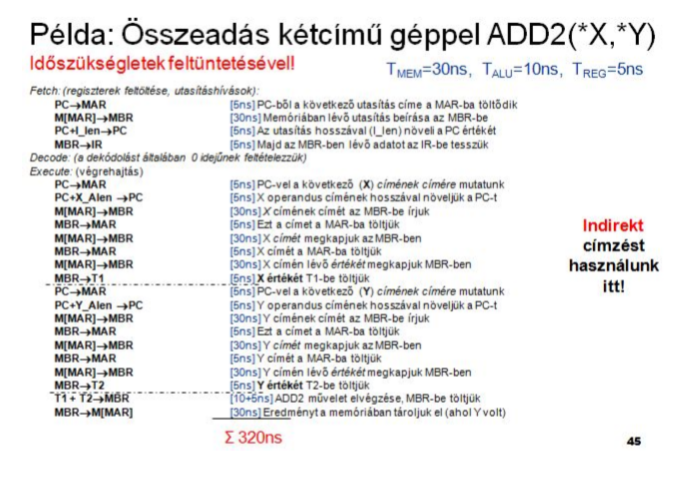 Példa: Összeadás kétcímű géppel ADD2(*X,*Y)
Időszükségletek feltüntetésével!
T_MEM=30ns, T_ALU=10ns, T_REG=5ns
Fetch: (regiszterek feltöltése, utasításhívások):
PC→MAR [5ns] PC-ből a következő utasítás címe a MAR-ba töltődik
M[MAR]→MBR [30ns] Memóriában lévő utasítás beírása az MBR-be
PC+I_len→PC [5ns] Az utasítás hosszával (I_len) növeli a PC értékét
MBR→IR [5ns] Majd az MBR-ben lévő adatot az IR-be tesszük
Decode: (a dekódolást általában 0 idejűnek feltételezzük)
Execute: (végrehajtás)
PC→MAR [5ns] PC-vel a következő (X) címének címére mutatunk
PC+X_Alen →PC [5ns] X operandus címének hosszával növeljük a PC-t
M[MAR]→MBR [30ns] X címének címét az MBR-be írjuk
MBR→MAR [5ns] Ezt a címet a MAR-ba töltjük
M[MAR]→MBR [30ns] X címét megkapjuk az MBR-ben
MBR→MAR [5ns] X címét a MAR-ba töltjük
M[MAR]→MBR [30ns] X címén lévő értékét megkapjuk MBR-ben
MBR→T1 [5ns] X értékét T1-be töltjük
PC→MAR [5ns] PC-vel a következő (Y) címének címére mutatunk
PC+Y_Alen →PC [5ns] Y operandus címének hosszával növeljük a PC-t
M[MAR]→MBR [30ns] Y címének címét az MBR-be írjuk
MBR→MAR [5ns] Ezt a címet a MAR-ba töltjük
M[MAR]→MBR [30ns] Y címét megkapjuk az MBR-ben
MBR→MAR [5ns] Y címét a MAR-ba töltjük
M[MAR]→MBR [30ns] Y címén lévő értékét megkapjuk MBR-ben
MBR→T2 [5ns] Y értékét T2-be töltjük
T1 + T2→MBR [10+5ns] ADD2 művelet elvégzése, MBR-be töltjük
MBR→M[MAR] [30ns] Eredményt a memóriában tároljuk el (ahol Y volt)
Σ 320ns
Indirekt
címzést
használunk
itt!
45